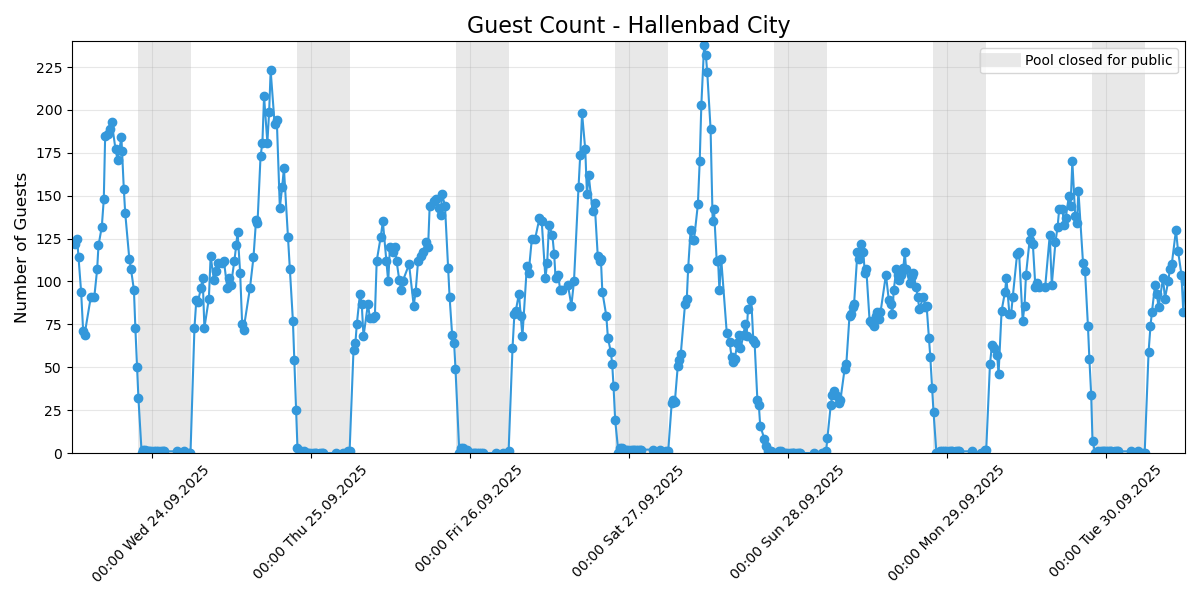 Guest Count - Hallenbad City
Number of Guests
225
200
175
150
125
100
75
50
25
0
Pool closed for public
00:00 Wed 24.09.2025
00:00 Thu 25.09.2025
00:00 Fri 26.09.2025
00:00 Sat 27.09.2025
00:00 Sun 28.09.2025
00:00 Mon 29.09.2025
00:00 Tue 30.09.2025